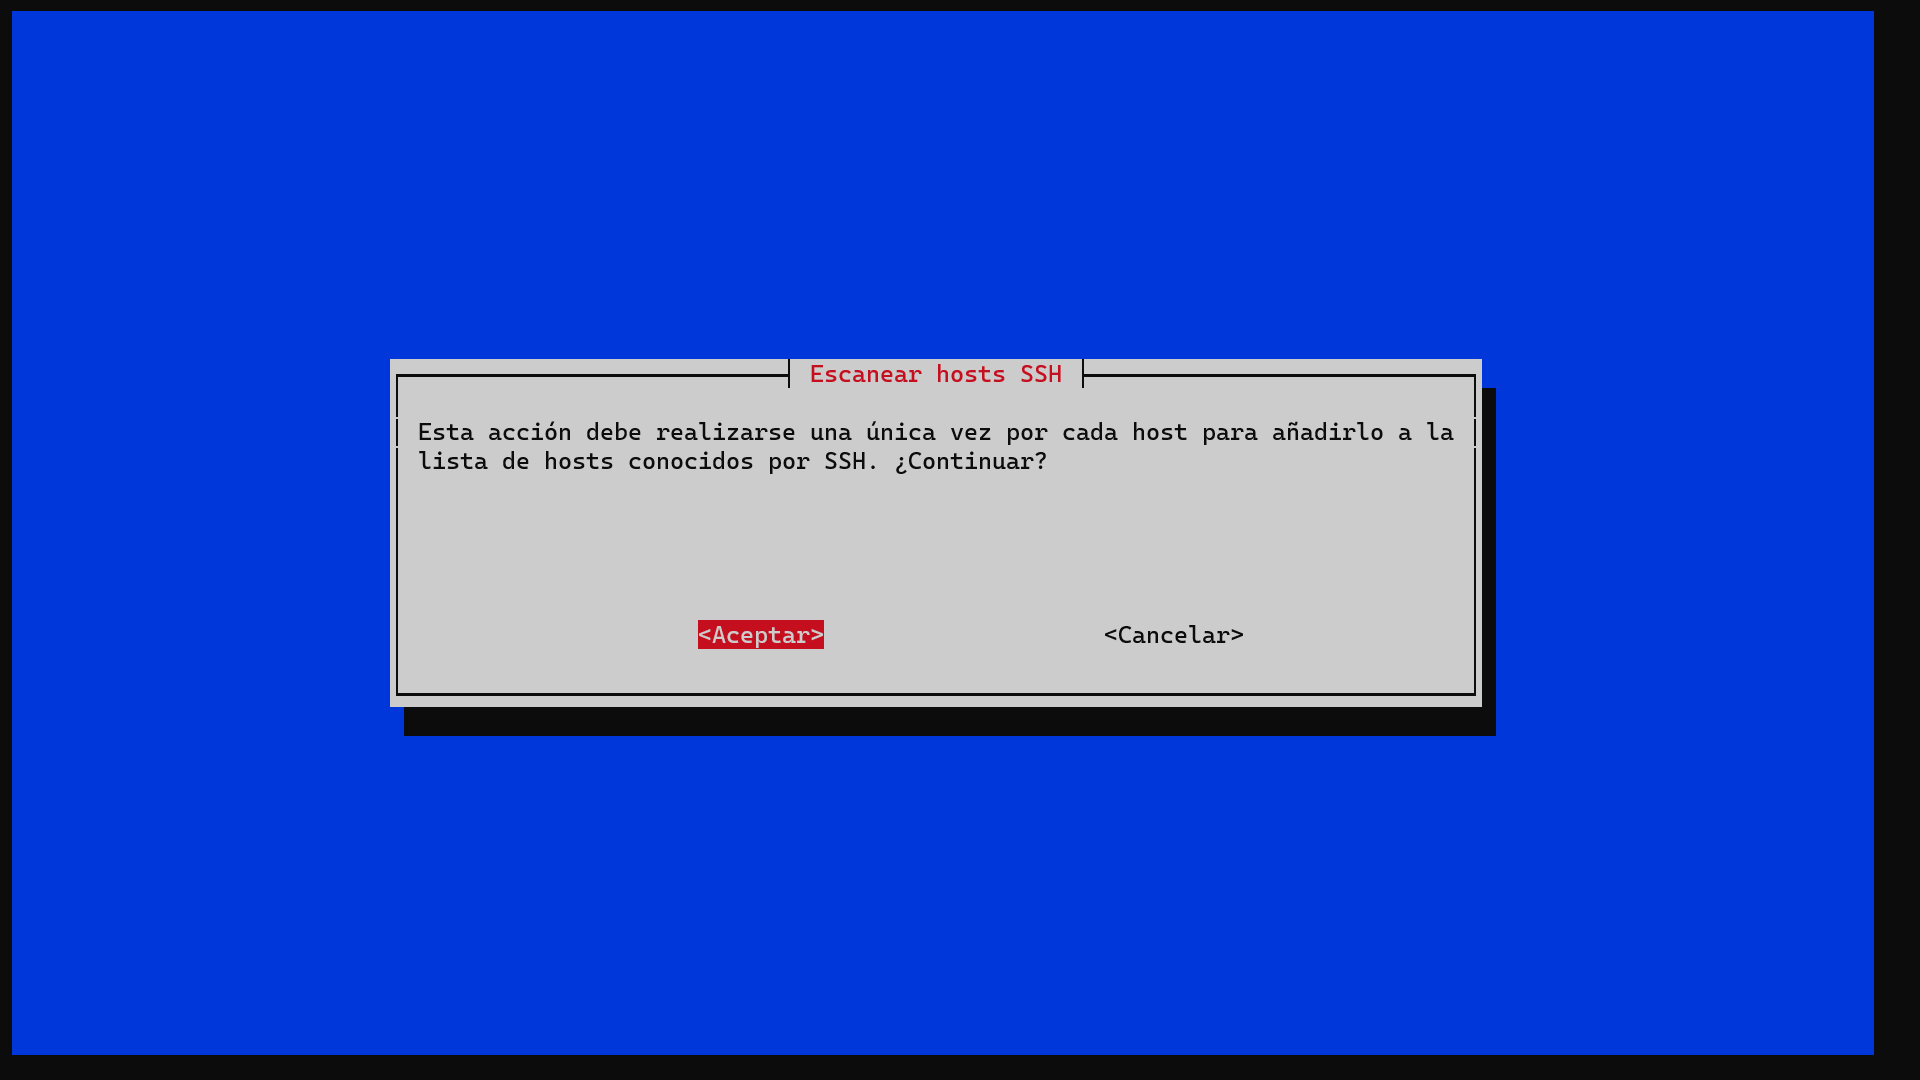 Escanear hosts SSH
Esta acción debe realizarse una única vez por cada host para añadirlo a la
lista de hosts conocidos por SSH. ¿Continuar?
<Aceptar> <Cancelar>